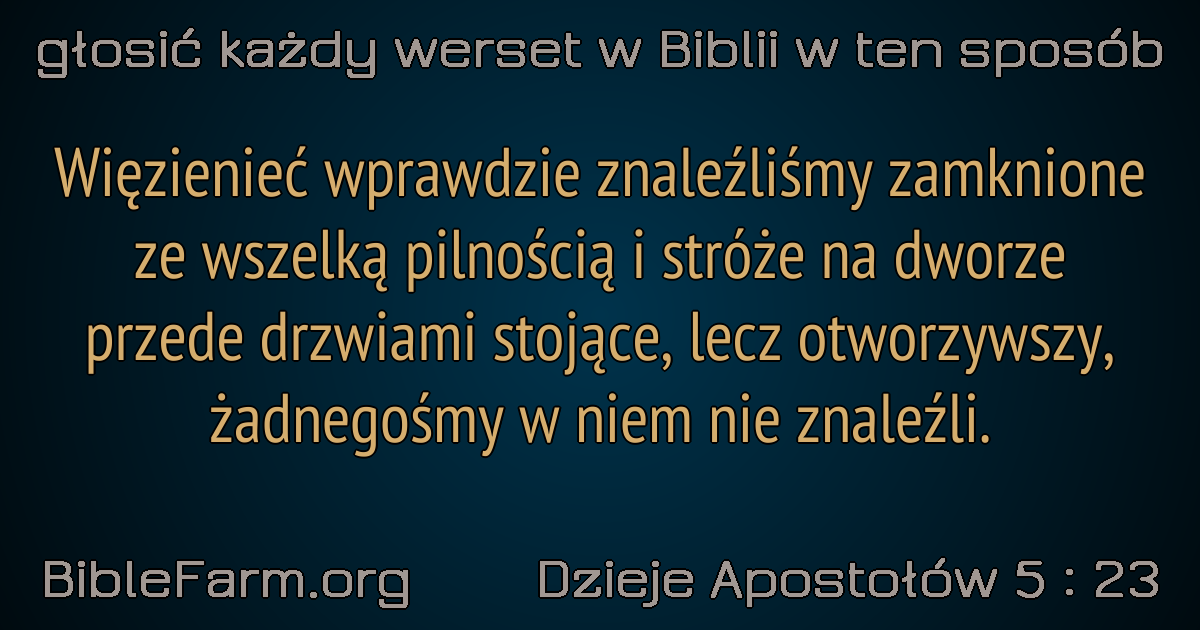 głosić każdy werset w Biblii w ten sposób
Więzienieć wprawdzie znaleźliśmy zamknione
ze wszelką pilnością i stróże na dworze
przede drzwiami stojące, lecz otworzywszy,
żadnegośmy w niem nie znaleźli.
BibleFarm.org
Dzieje Apostołów 5 : 23